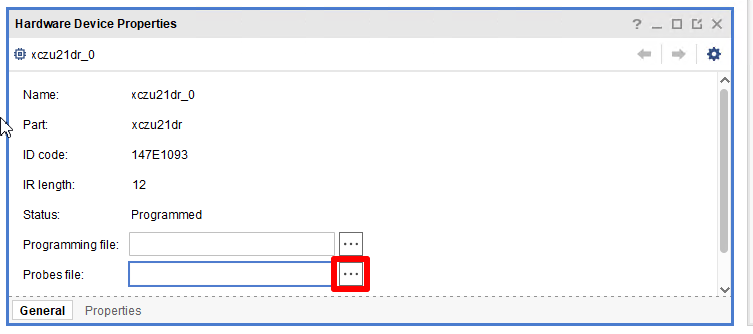 Hardware Device Properties
xczu21dr_0
Name: xczu21dr_0
Part: xczu21dr
ID code: 147E1093
IR length: 12
Status: Programmed
Programming file: ...
Probes file: ...
General Properties